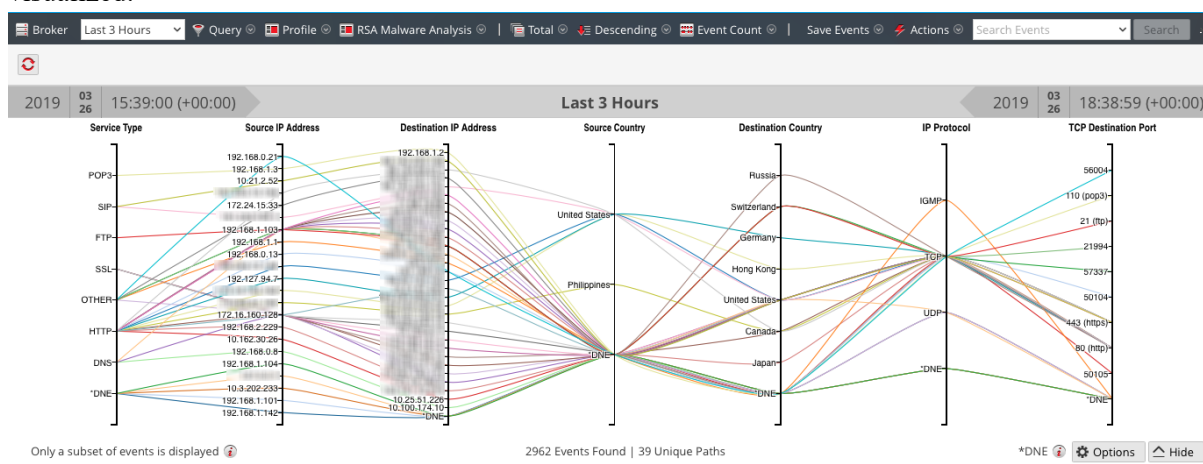 Broker Last 3 Hours Query Profile RSA Malware Analysis | Total Descending Event Count | Save Events Actions Search Events Search
2019 03 26 15:39:00 (+00:00) Last 3 Hours 2019 03 26 18:38:59 (+00:00)
Service Type Source IP Address Destination IP Address Source Country Destination Country IP Protocol TCP Destination Port
POP3
SIP
FTP
SSL
OTHER
HTTP
DNS
*DNE
192.168.0.21
192.168.1.3
10.21.2.52
172.24.15.33
192.168.1.103
192.168.1.1
192.168.0.13
192.127.94.7
172.16.160.128
192.168.2.229
10.162.30.26
192.168.0.8
192.168.1.104
10.3.202.233
192.168.1.101
192.168.1.142
192.168.1.2
10.25.51.226
10.100.174.10
*DNE
United States
Philippines
*DNE
Russia
Switzerland
Germany
Hong Kong
United States
Canada
Japan
*DNE
IGMP
TCP
UDP
*DNE
56004
110 (pop3)
21 (ftp)
21994
57337
50104
443 (https)
80 (http)
50105
*DNE
Only a subset of events is displayed 2962 Events Found | 39 Unique Paths *DNE Options Hide